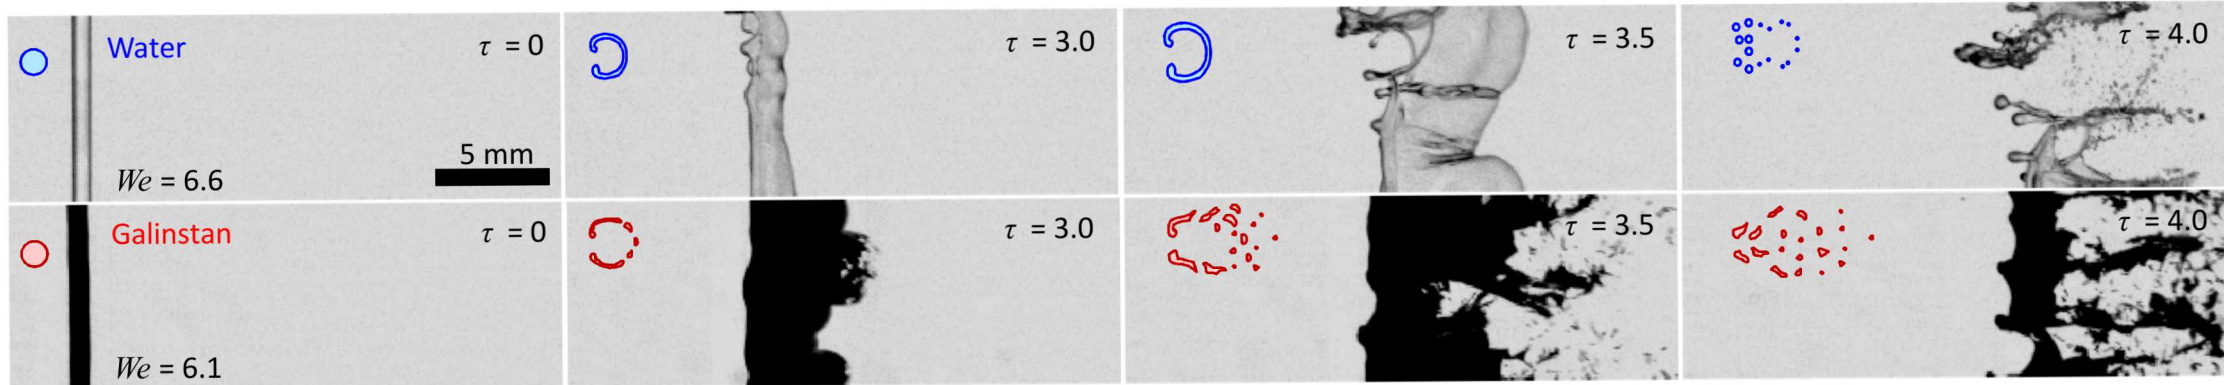 Water τ = 0
We = 6.6
5 mm
τ = 3.0
τ = 3.5
τ = 4.0
Galinstan τ = 0
We = 6.1
τ = 3.0
τ = 3.5
τ = 4.0